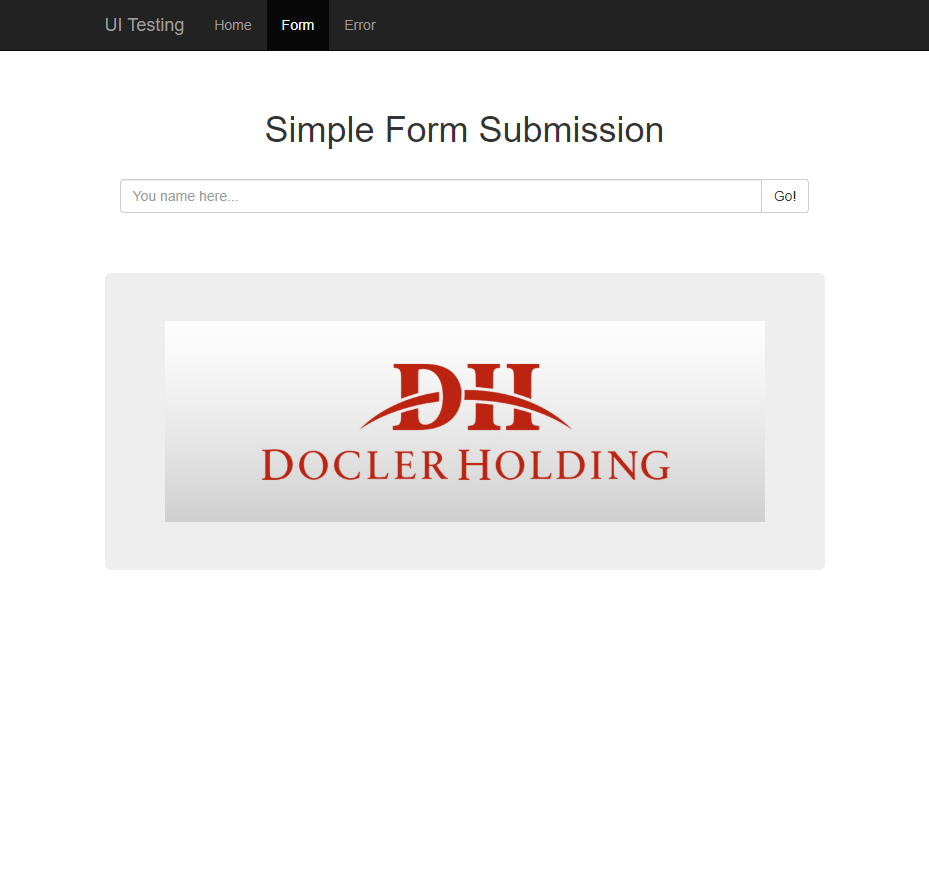 UI Testing Home Form Error
Simple Form Submission
You name here... Go!
DH
DOCLER HOLDING